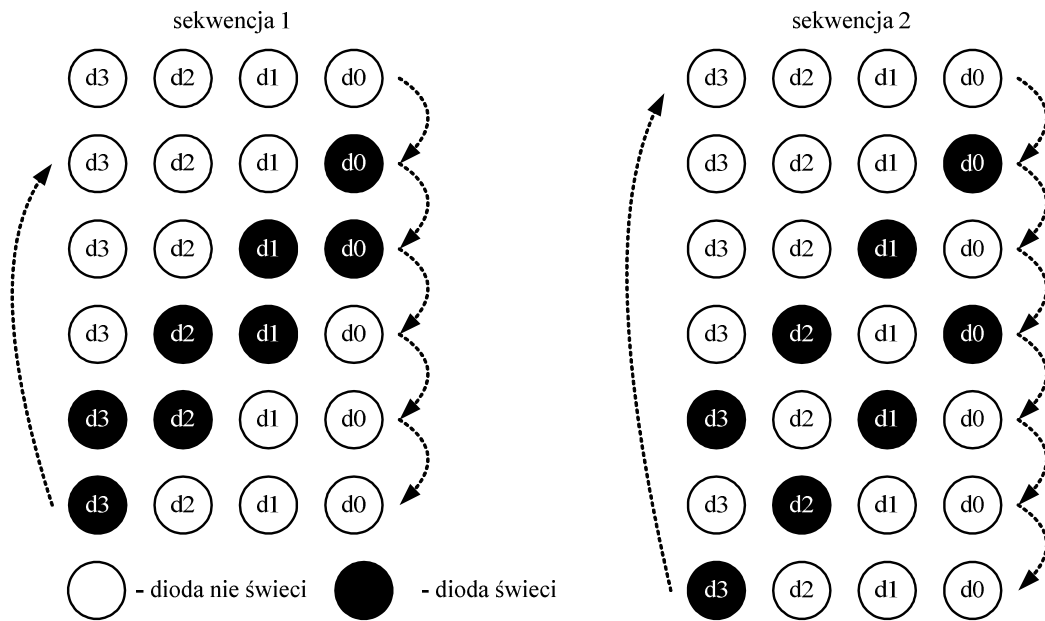 sekwencja 1
d3 d2 d1 d0
d3 d2 d1 d0
d3 d2 d1 d0
d3 d2 d1 d0
d3 d2 d1 d0
d3 d2 d1 d0
- dioda nie świeci
- dioda świeci
sekwencja 2
d3 d2 d1 d0
d3 d2 d1 d0
d3 d2 d1 d0
d3 d2 d1 d0
d3 d2 d1 d0
d3 d2 d1 d0
d3 d2 d1 d0